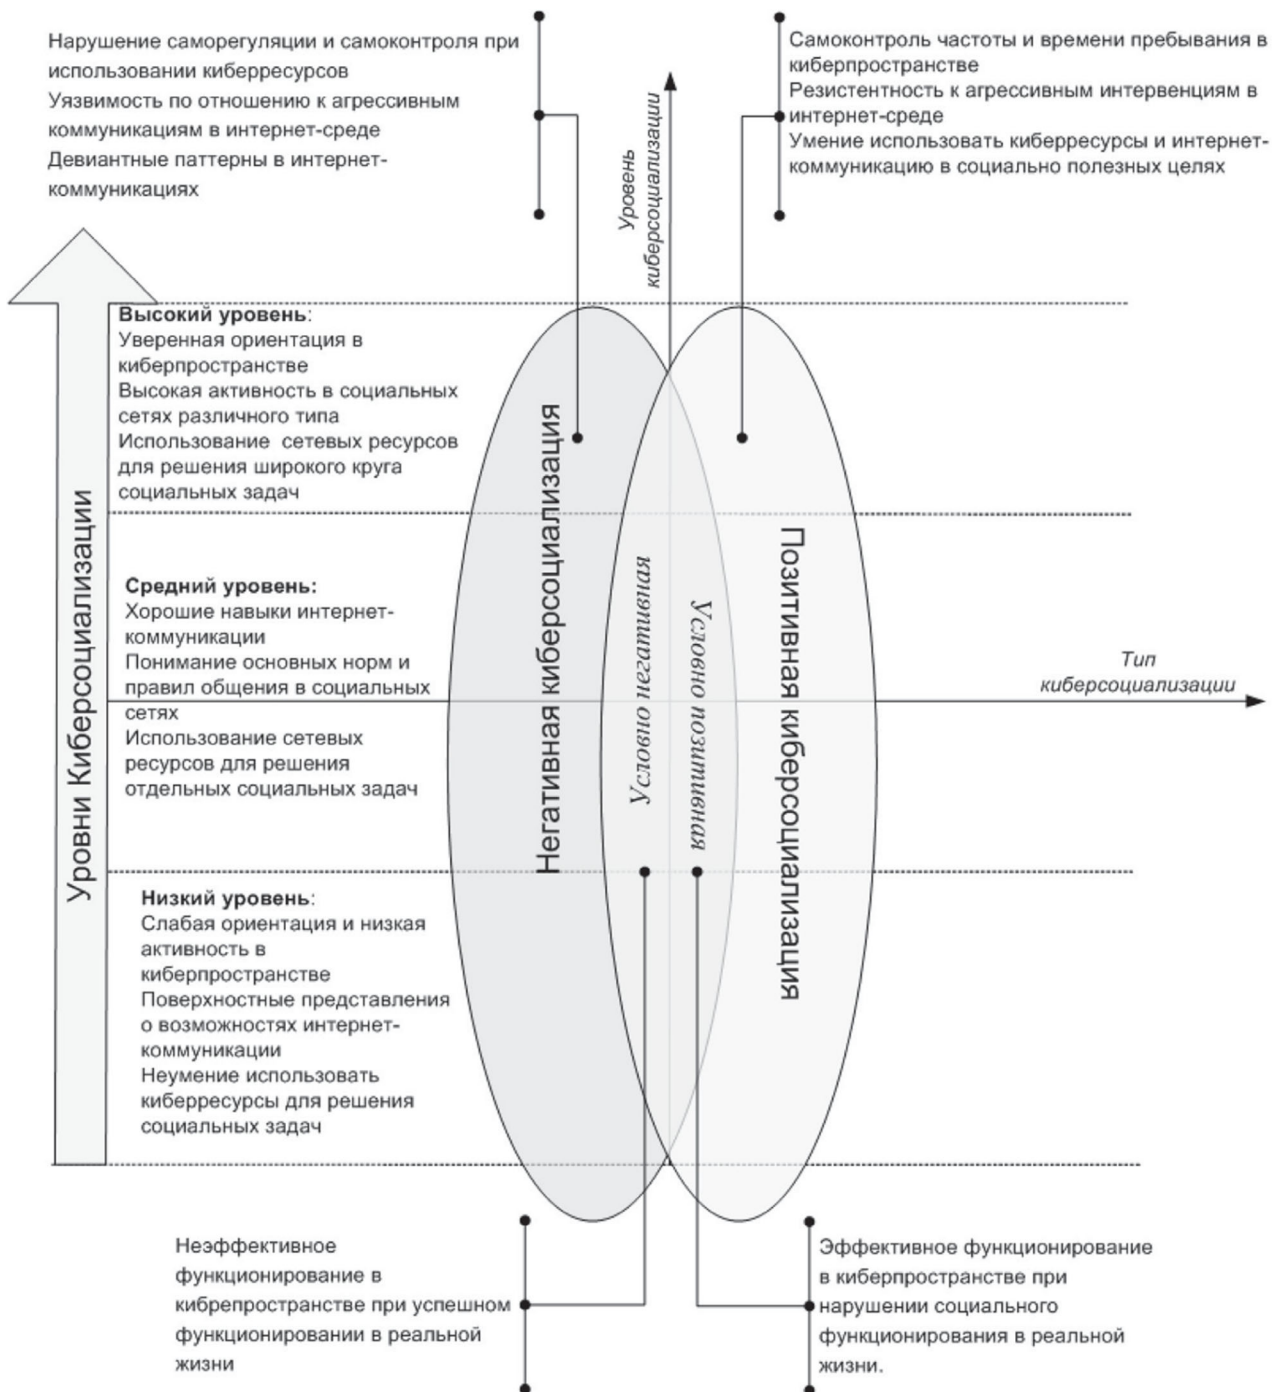 Нарушение саморегуляции и самоконтроля при
использовании киберресурсов
Уязвимость по отношению к агрессивным
коммуникациям в интернет-среде
Девиантные паттерны в интернет-
коммуникациях
Самоконтроль частоты и времени пребывания в
киберпространстве
Резистентность к агрессивным интервенциям в
интернет-среде
Умение использовать киберресурсы и интернет-
коммуникацию в социально полезных целях
Уровень
киберсоциализации
Уровни Киберсоциализации
Высокий уровень:
Уверенная ориентация в
киберпространстве
Высокая активность в социальных
сетях различного типа
Использование сетевых ресурсов
для решения широкого круга
социальных задач
Средний уровень:
Хорошие навыки интернет-
коммуникации
Понимание основных норм и
правил общения в социальных
сетях
Использование сетевых
ресурсов для решения
отдельных социальных задач
Низкий уровень:
Слабая ориентация и низкая
активность в
киберпространстве
Поверхностные представления
о возможностях интернет-
коммуникации
Неумение использовать
киберресурсы для решения
социальных задач
Негативная киберсоциализация
Условно негативная
Условно позитивная
Позитивная киберсоциализация
Тип
киберсоциализации
Неэффективное
функционирование в
кибрепространстве при успешном
функционировании в реальной
жизни
Эффективное функционирование
в киберпространстве при
нарушении социального
функционирования в реальной
жизни.